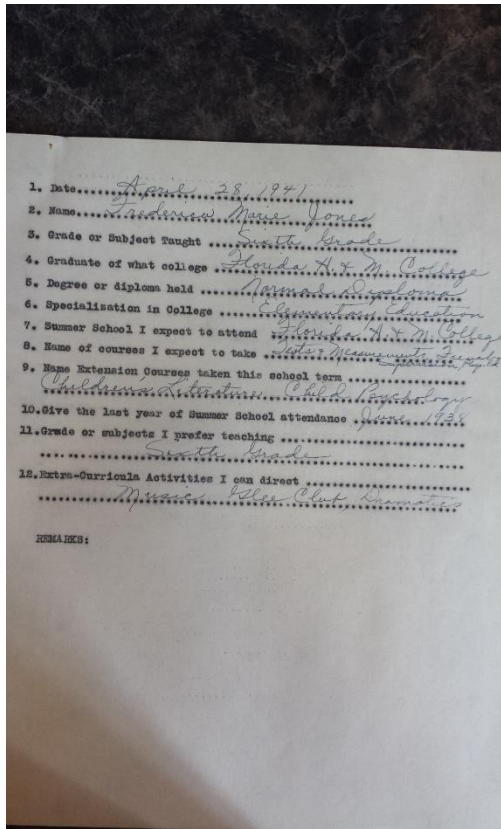 1. Date April 28, 1941
2. Name Frederica Marie Jones
3. Grade or Subject Taught Sixth Grade
4. Graduate of what college Florida A. & M. College
5. Degree or diploma held Normal Diploma
6. Specialization in College Elementary Education
7. Summer School I expect to attend Florida A. & M. College
8. Name of courses I expect to take Tests & Measurements
9. Name Extension Courses taken this school term
Children's Literature Child Psychology
10. Give the last year of Summer School attendance June 1938
11. Grade or subjects I prefer teaching
Sixth Grade
12. Extra-Curricula Activities I can direct
Music Glee Club, Dramatics
REMARKS: